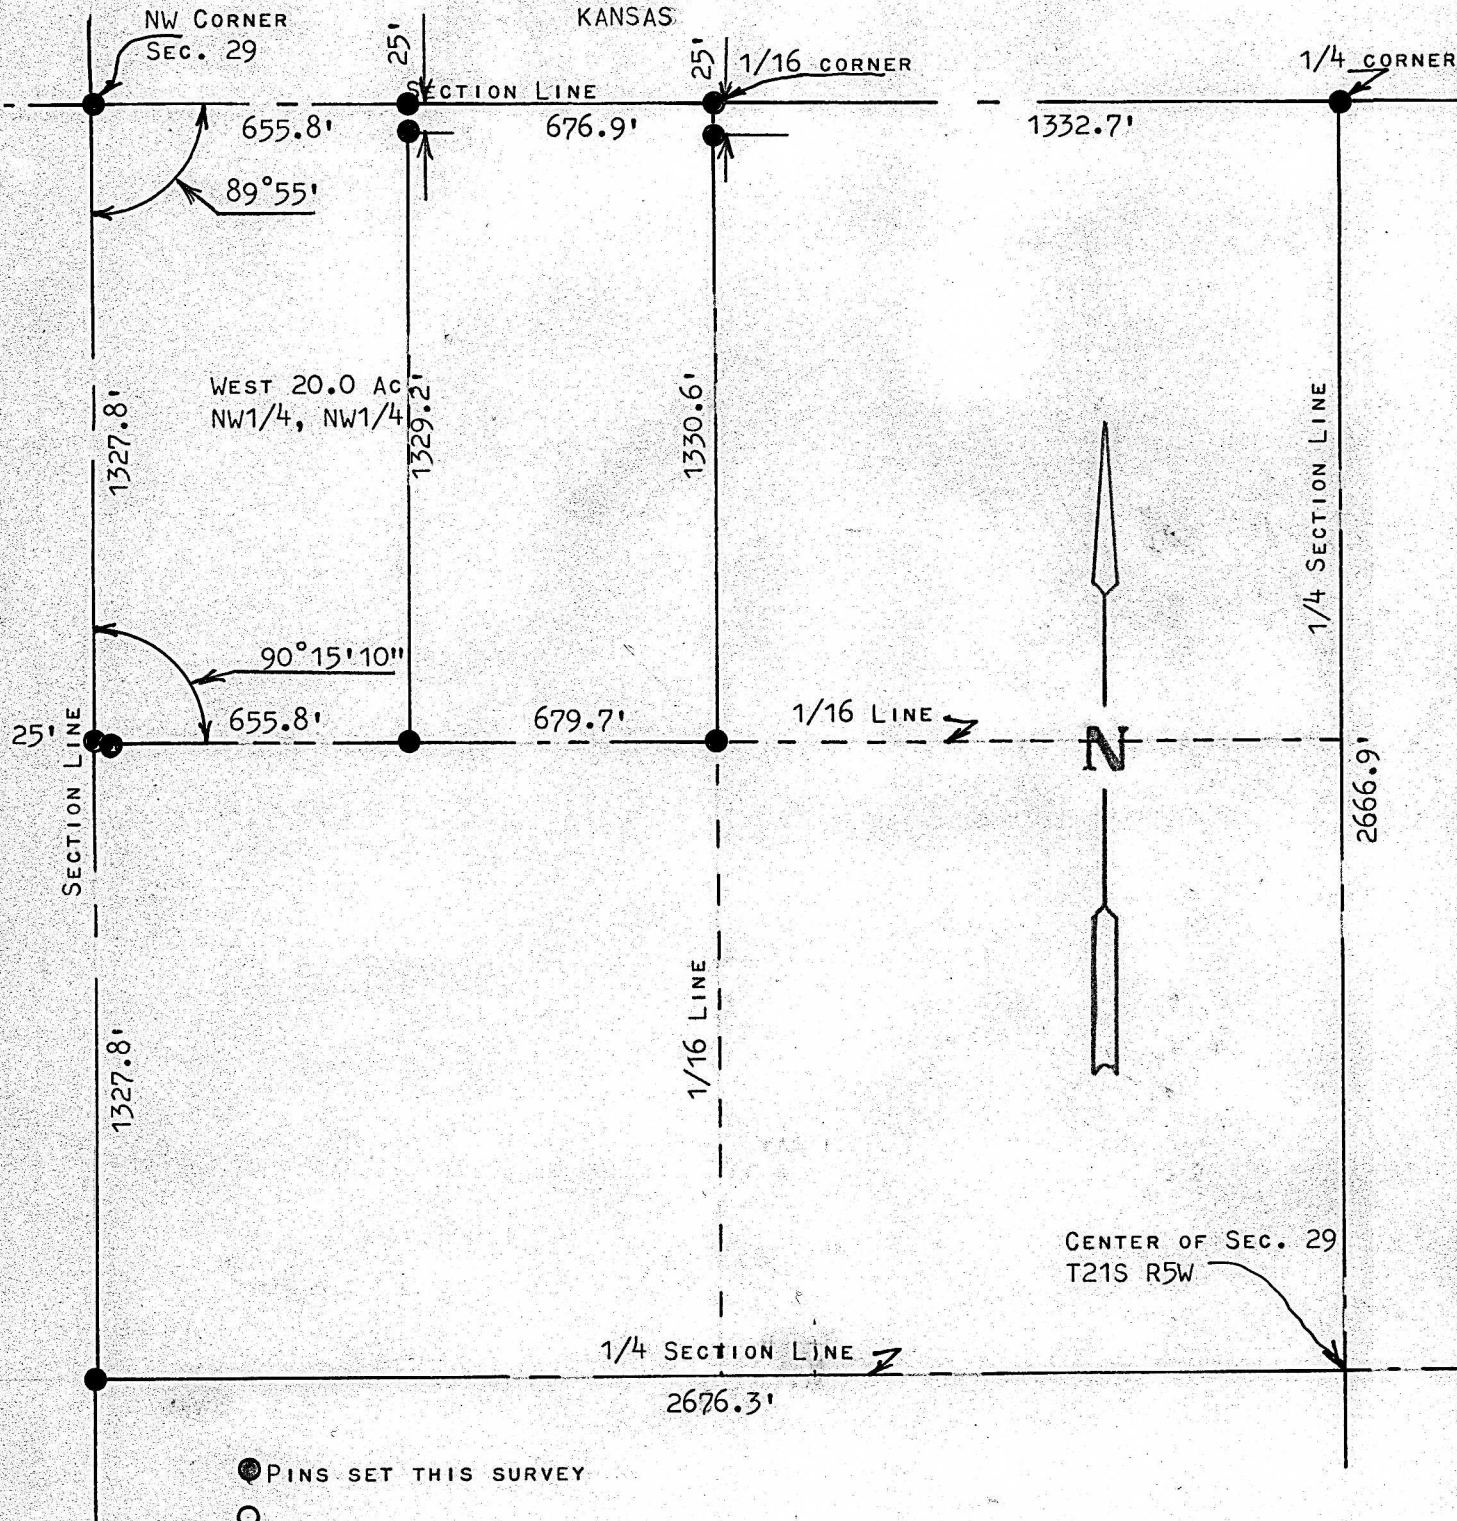 KANSAS
NW CORNER
SEC. 29
25'
25'
1/16 CORNER
1/4 CORNER
SECTION LINE
655.8'
676.9'
1332.7'
89°55'
WEST 20.0 AC
NW1/4, NW1/4
1327.8'
1329.2'
1330.6'
1/4 SECTION LINE
90°15'10"
25'
655.8'
679.7'
1/16 LINE
N
SECTION LINE
2666.9'
1/16 LINE
1327.8'
CENTER OF SEC. 29
T21S R5W
1/4 SECTION LINE
2676.3'
PINS SET THIS SURVEY